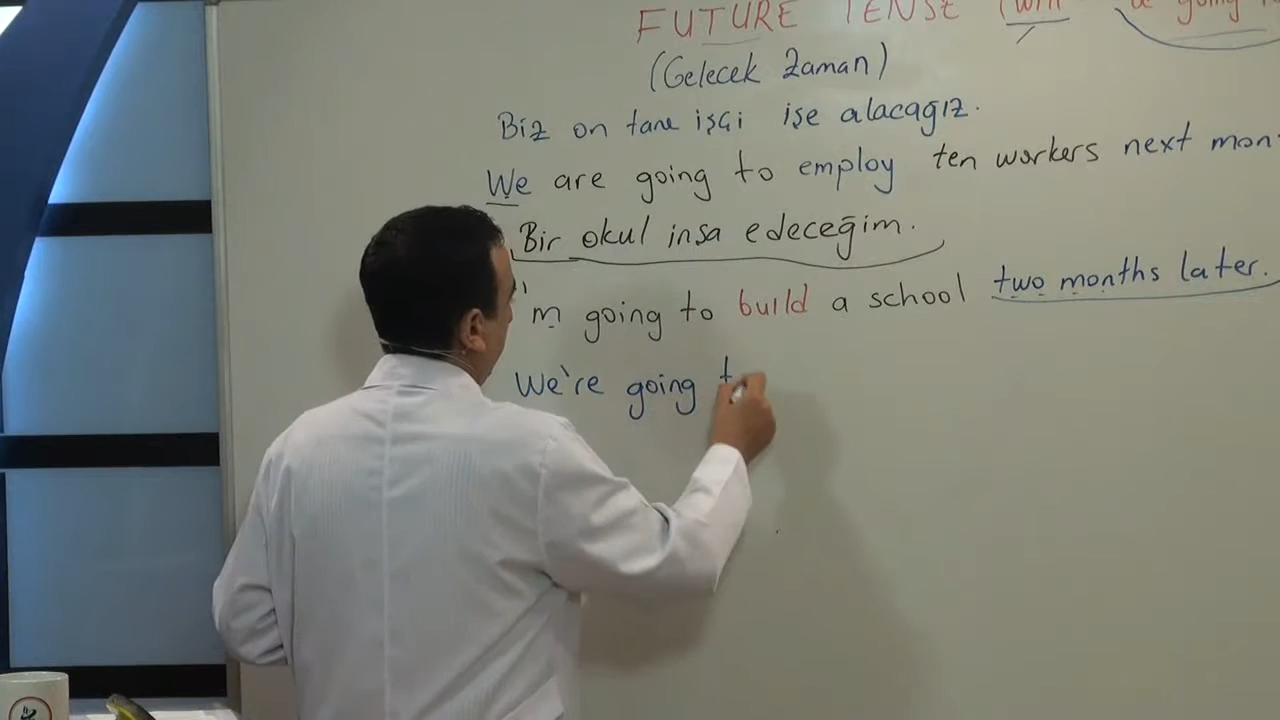 FUTURE TENSE (Will be going to
(Gelecek Zaman)
Biz on tane işçi işe alacağız.
We are going to employ ten workers next mon
Bir okul inşa edeceğim.
'm going to build a school two months later.
We're going t